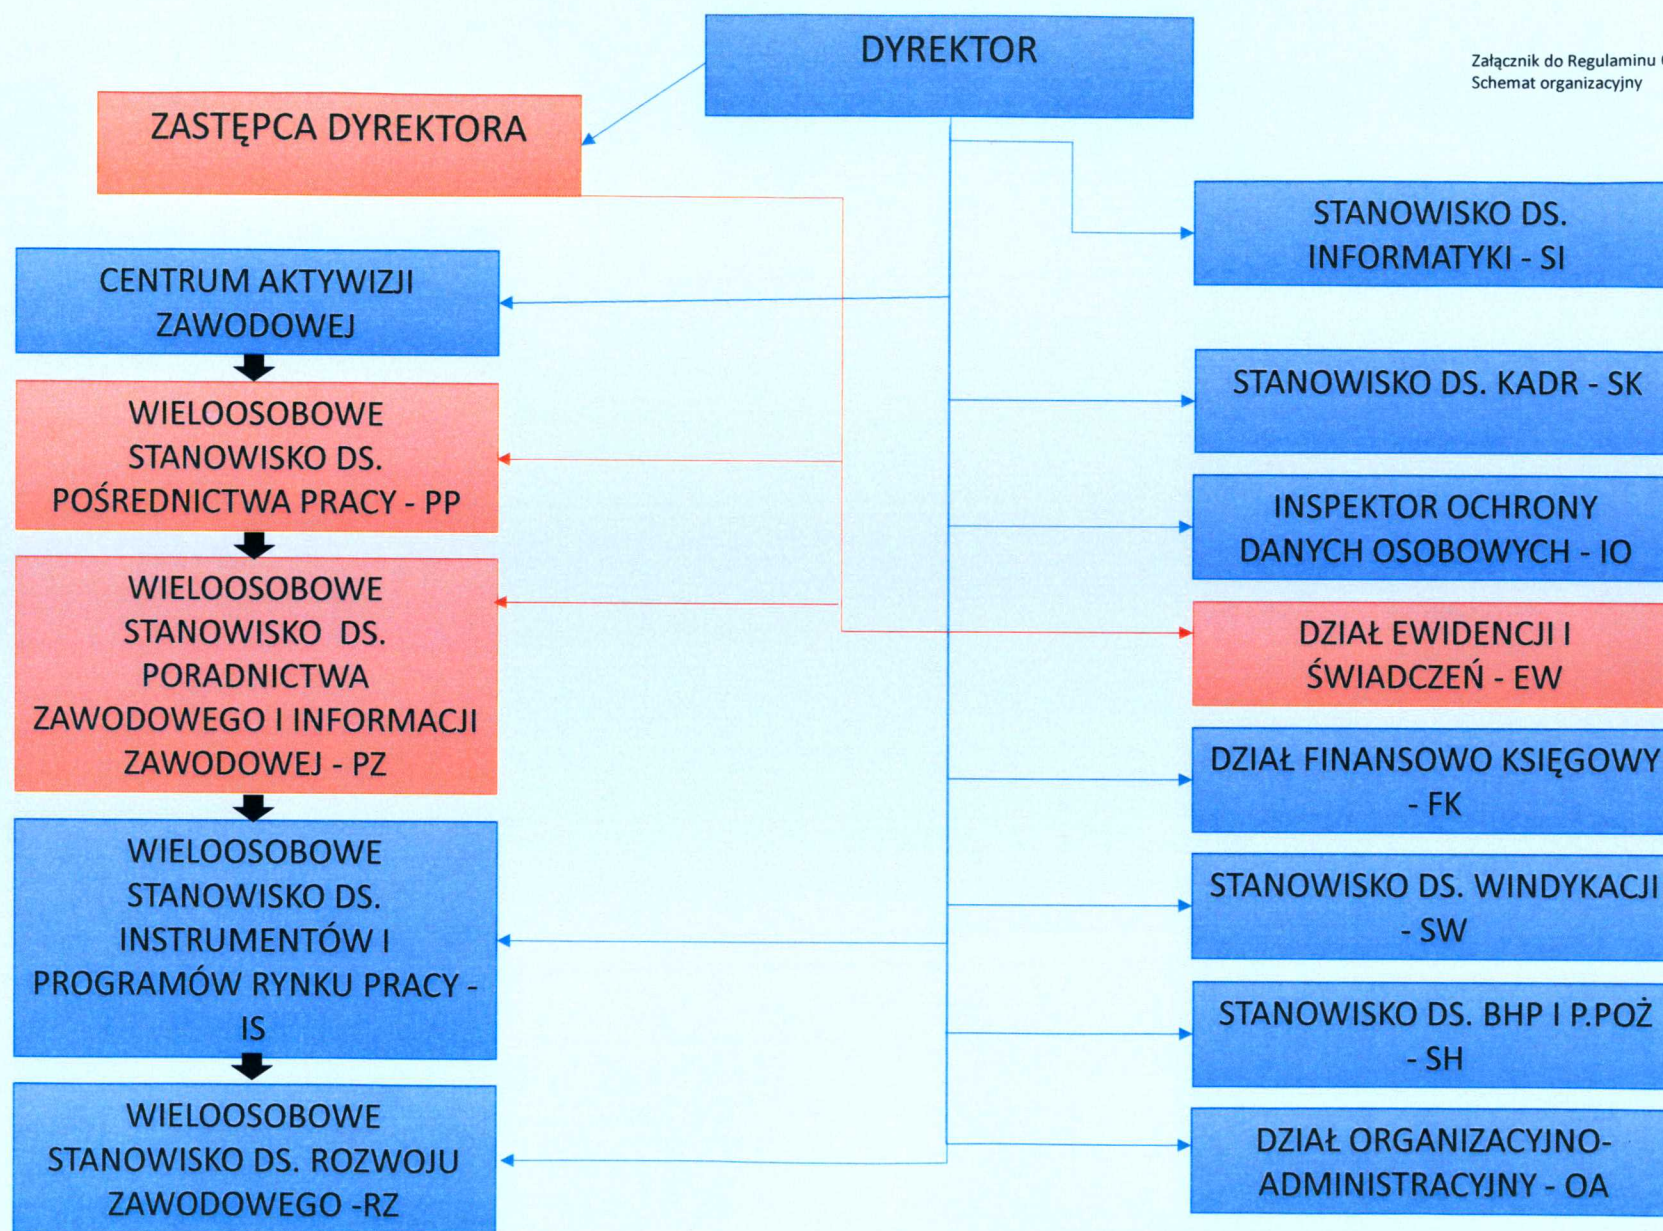 DYREKTOR
Załącznik do Regulaminu
Schemat organizacyjny
ZASTĘPCA DYREKTORA
CENTRUM AKTYWIZJI
ZAWODOWEJ
WIELOOSOBOWE
STANOWISKO DS.
POŚREDNICTWA PRACY - PP
WIELOOSOBOWE
STANOWISKO DS.
PORADNICTWA
ZAWODOWEGO I INFORMACJI
ZAWODOWEJ - PZ
WIELOOSOBOWE
STANOWISKO DS.
INSTRUMENTÓW I
PROGRAMÓW RYNKU PRACY -
IS
WIELOOSOBOWE
STANOWISKO DS. ROZWOJU
ZAWODOWEGO -RZ
STANOWISKO DS.
INFORMATYKI - SI
STANOWISKO DS. KADR - SK
INSPEKTOR OCHRONY
DANYCH OSOBOWYCH - IO
DZIAŁ EWIDENCJI I
ŚWIADCZEŃ - EW
DZIAŁ FINANSOWO KSIĘGOWY
- FK
STANOWISKO DS. WINDYKACJI
- SW
STANOWISKO DS. BHP I P.POŻ
- SH
DZIAŁ ORGANIZACYJNO-
ADMINISTRACYJNY - OA